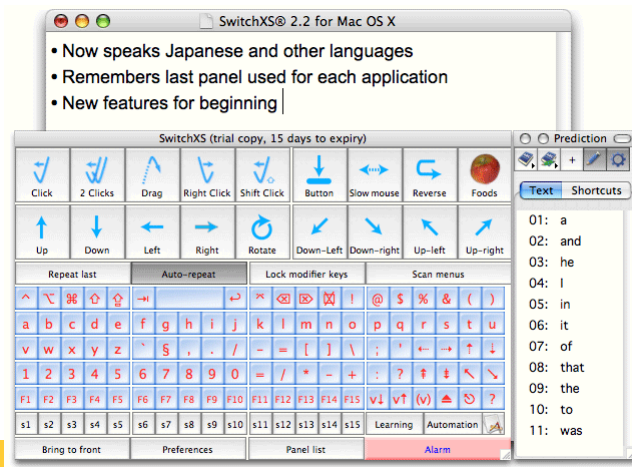 SwitchXS® 2.2 for Mac OS X
• Now speaks Japanese and other languages
• Remembers last panel used for each application
• New features for beginning
SwitchXS (trial copy, 15 days to expiry)
Click 2 Clicks Drag Right Click Shift Click Button Slow mouse Reverse Foods
Up Down Left Right Rotate Down-Left Down-right Up-left Up-right
Repeat last Auto-repeat Lock modifier keys Scan menus
^ ⌥ ⌘ ⇧ ⇪ ⇥ ↩ ⌤ ⌫ ⌦ ! @ $ % & ( )
a b c d e f g h i j k l m n o p q r s t u
v w x y z ` § , . / - = [ ] \ ; ' ← → ↑ ↓
1 2 3 4 5 6 7 8 9 0 = / * - + : ? ⇞ ⇟ ↖ ↘
F1 F2 F3 F4 F5 F6 F7 F8 F9 F10 F11 F12 F13 F14 F15 v↓ v↑ (v) ⏏ ?
s1 s2 s3 s4 s5 s6 s7 s8 s9 s10 s11 s12 s13 s14 s15 Learning Automation
Bring to front Preferences Panel list Alarm
Prediction
+
Text Shortcuts
01: a
02: and
03: he
04: I
05: in
06: it
07: of
08: that
09: the
10: to
11: was